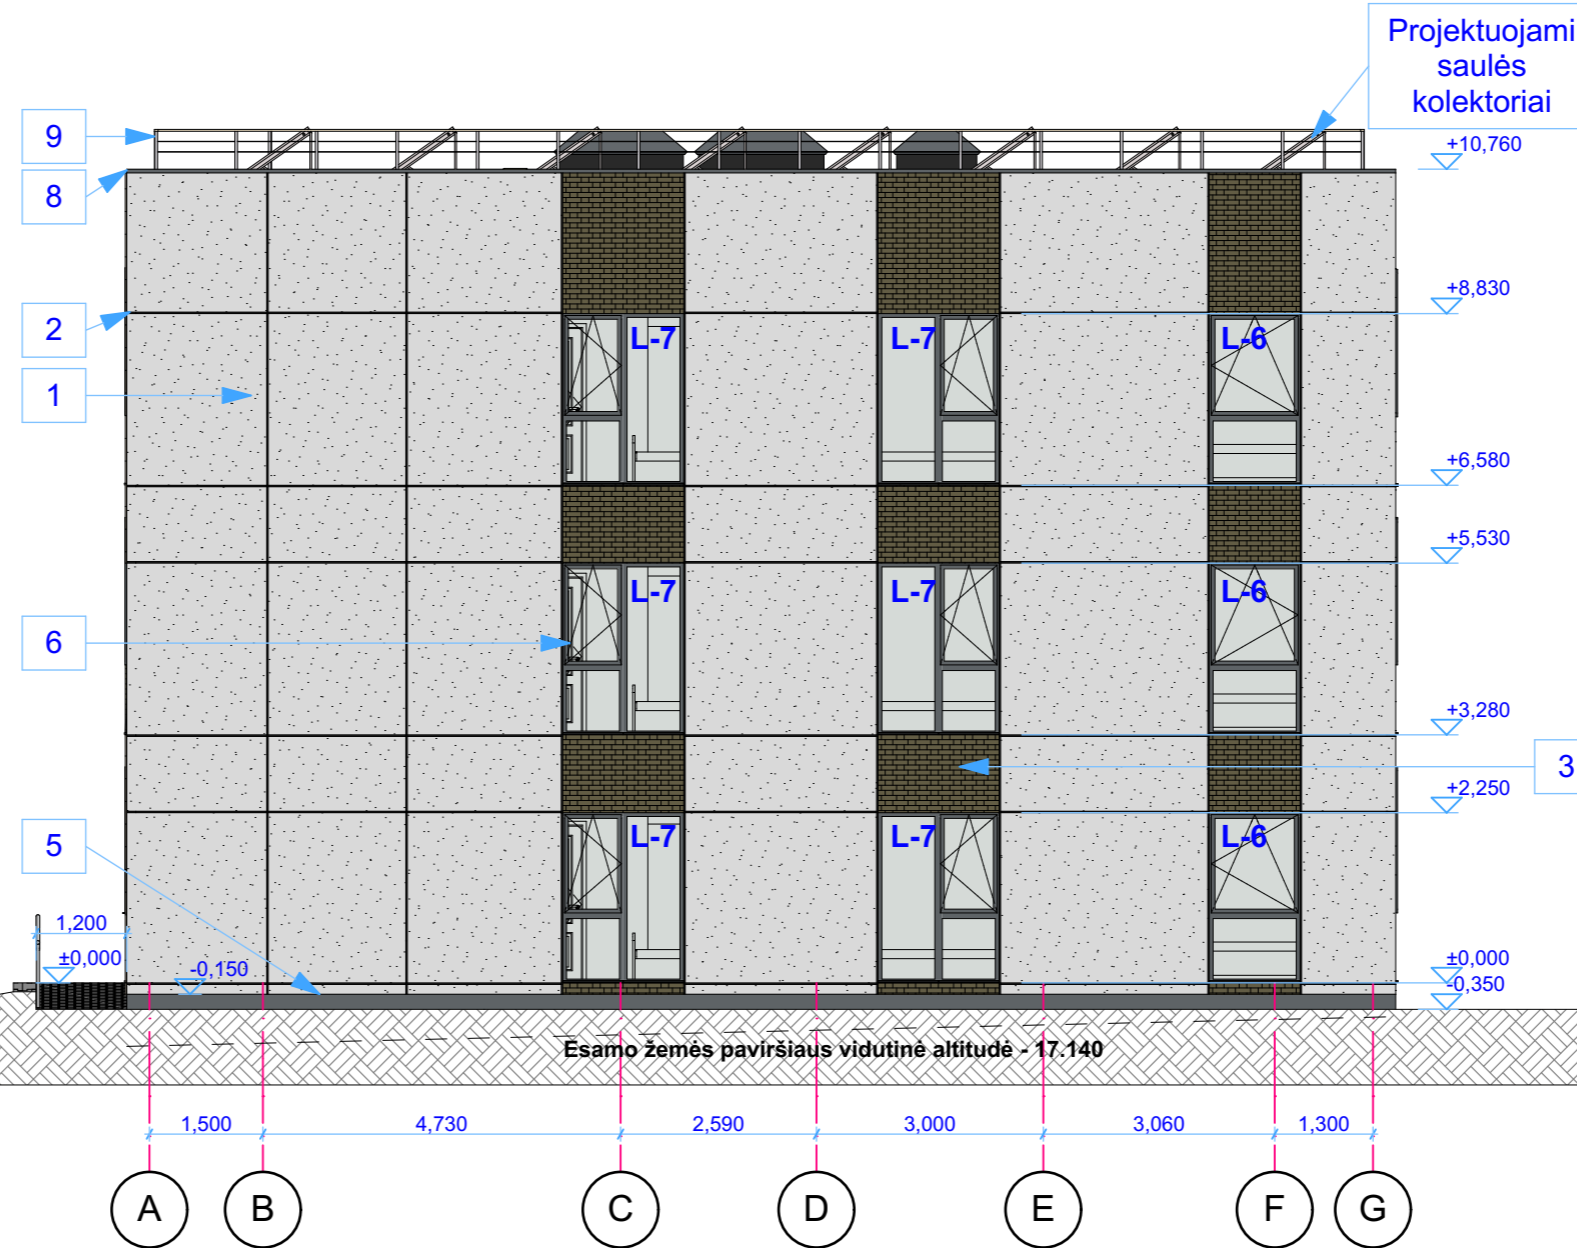 Projektuojami
saulės
kolektoriai
9
+10,760
8
+8,830
2
L-7
L-7
L-6
1
+6,580
+5,530
L-7
L-7
L-6
6
+3,280
3
+2,250
L-7
L-7
L-6
5
1,200
±0,000
-0,150
±0,000
-0,350
Esamo žemės paviršiaus vidutinė altitudė - 17.140
1,500
4,730
2,590
3,000
3,060
1,300
A
B
C
D
E
F
G